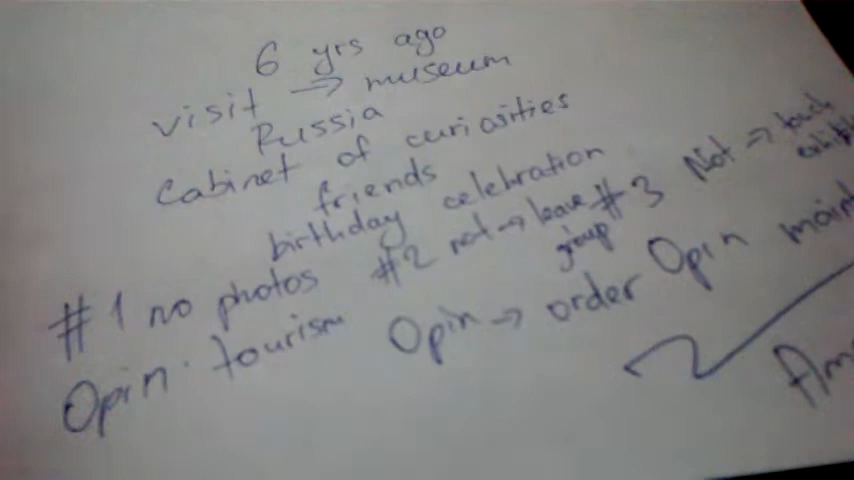 6 yrs ago
visit → museum
Russia
Cabinet of curiosities
friends
birthday celebration
#1 no photos #2 not → leave group #3 Not → touch
Opin. tourism Opin → order Opin